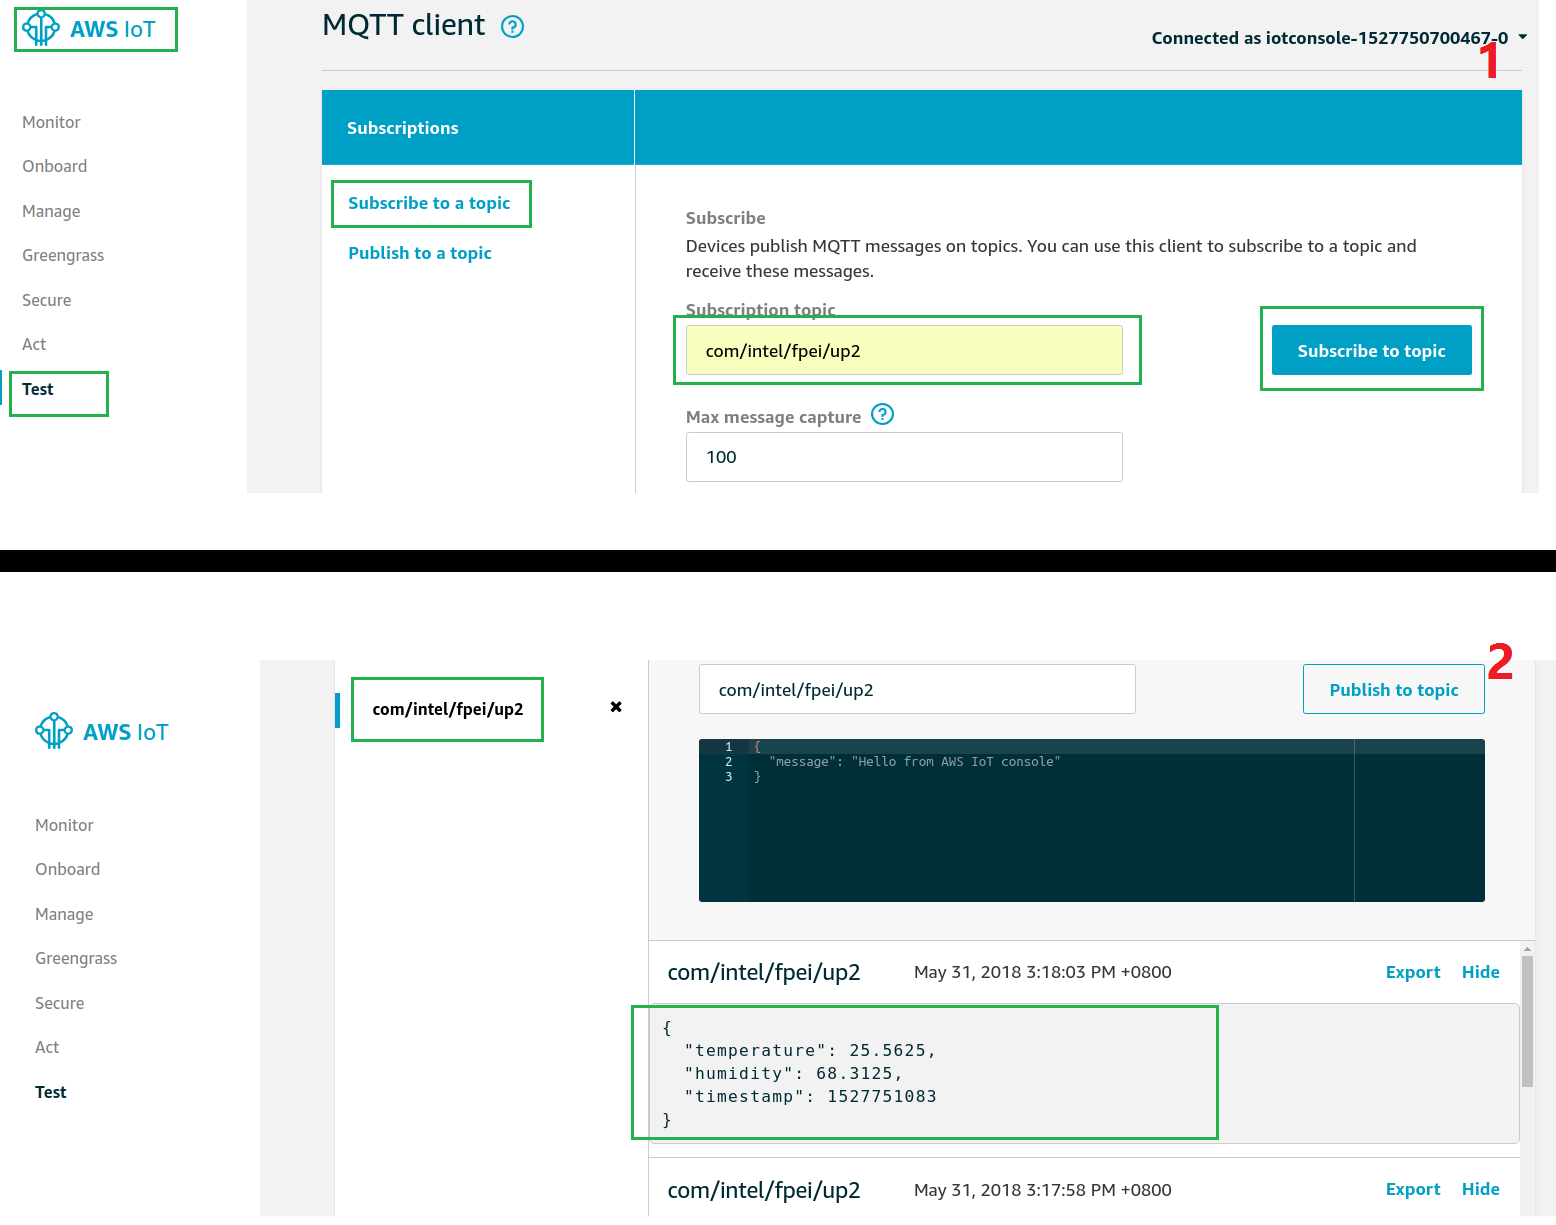 AWS IoT
MQTT client ?
Connected as iotconsole-1527750700467-0
1
Monitor
Onboard
Manage
Greengrass
Secure
Act
Test
Subscriptions
Subscribe to a topic
Publish to a topic
Subscribe
Devices publish MQTT messages on topics. You can use this client to subscribe to a topic and
receive these messages.
Subscription topic
com/intel/fpei/up2
Subscribe to topic
Max message capture ?
100
2
AWS IoT
Monitor
Onboard
Manage
Greengrass
Secure
Act
Test
com/intel/fpei/up2 ✖
com/intel/fpei/up2
Publish to topic
1 {
2 "message": "Hello from AWS IoT console"
3 }
com/intel/fpei/up2 May 31, 2018 3:18:03 PM +0800 Export Hide
{
"temperature": 25.5625,
"humidity": 68.3125,
"timestamp": 1527751083
}
com/intel/fpei/up2 May 31, 2018 3:17:58 PM +0800 Export Hide